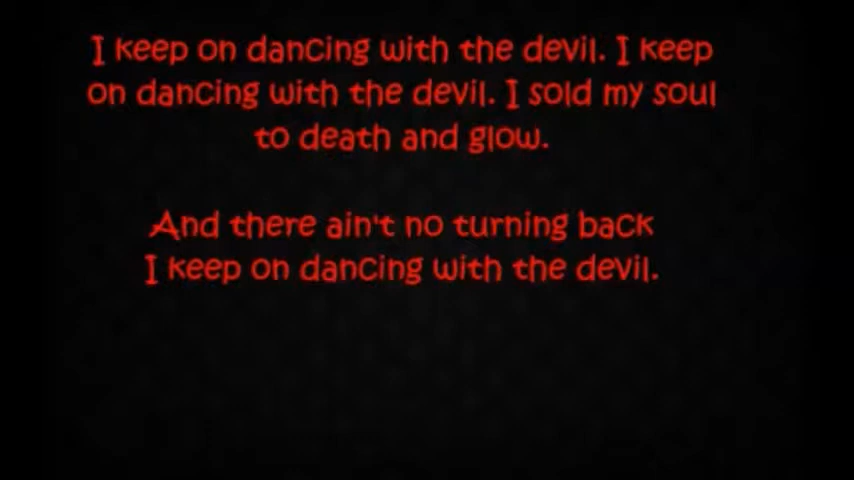 I keep on dancing with the devil. I keep
on dancing with the devil. I sold my soul
to death and glow.
And there ain't no turning back
I keep on dancing with the devil.